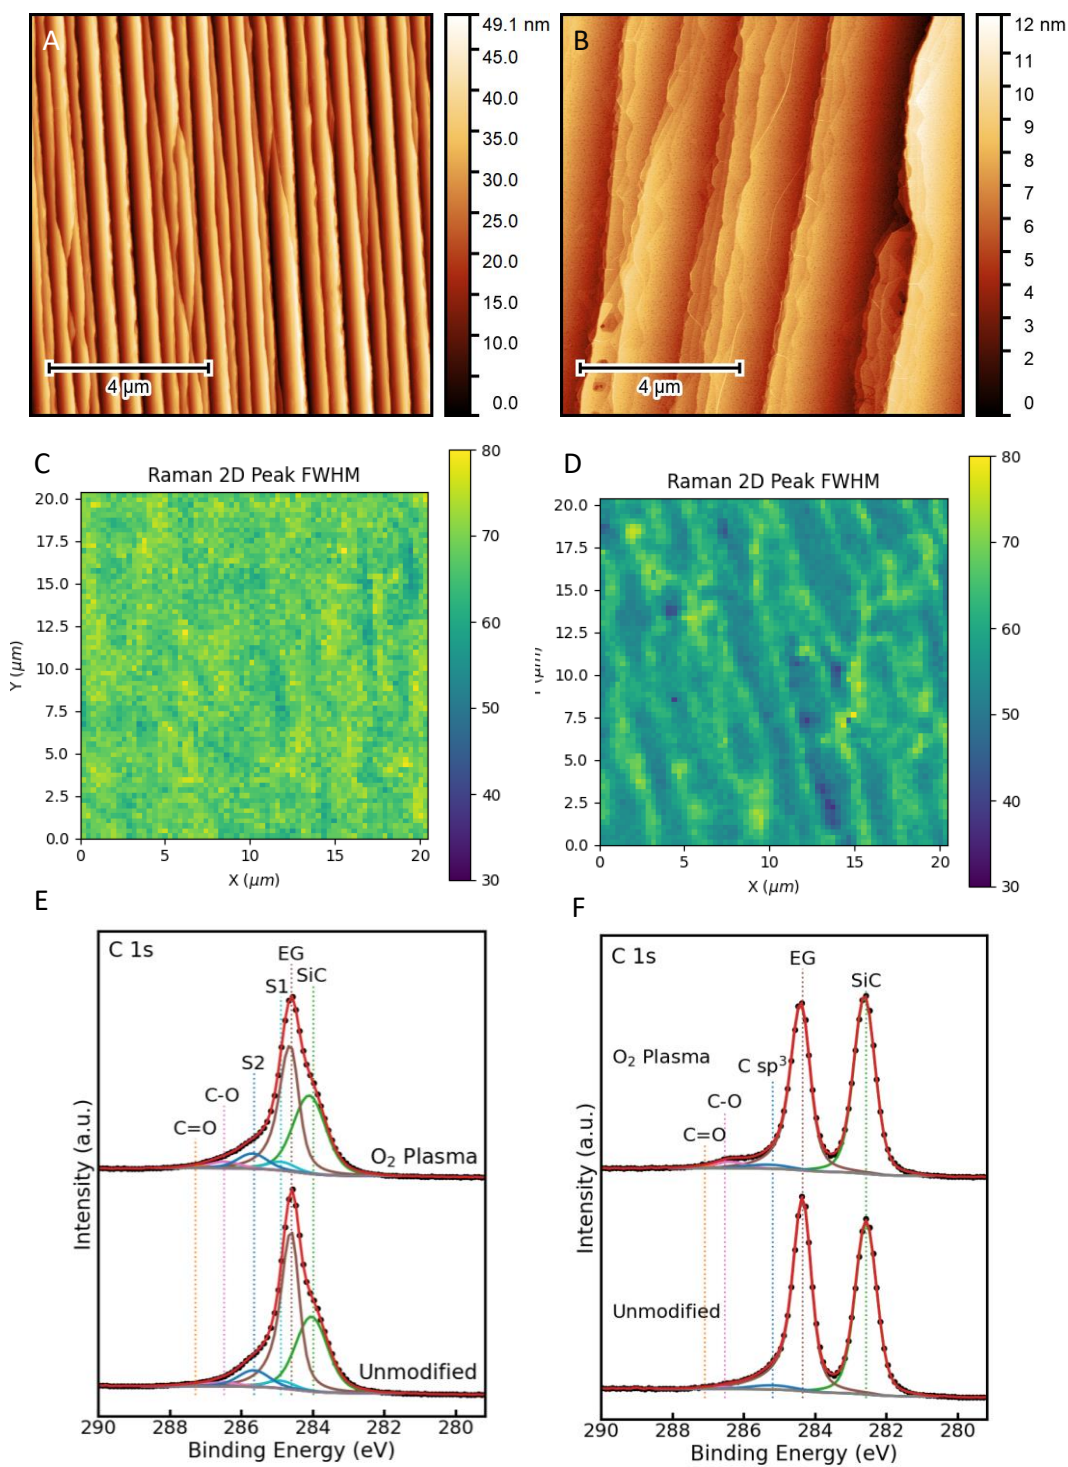 A
49.1 nm
45.0
40.0
35.0
30.0
25.0
20.0
15.0
10.0
0.0
4 µm
B
12 nm
11
10
9
8
7
6
5
4
3
2
0
4 µm
C
Raman 2D Peak FWHM
20.0
17.5
15.0
12.5
10.0
7.5
5.0
2.5
0.0
Y (µm)
0 5 10 15 20
X (µm)
80
70
60
50
40
30
D
Raman 2D Peak FWHM
20.0
17.5
15.0
12.5
10.0
7.5
5.0
2.5
0.0
(µm)
0 5 10 15 20
X (µm)
80
70
60
50
40
30
E
C 1s
EG
SiC
S1
S2
C-O
C=O
O₂ Plasma
Unmodified
Intensity (a.u.)
290 288 286 284 282 280
Binding Energy (eV)
F
C 1s
EG
SiC
O₂ Plasma
C sp³
C-O
C=O
Unmodified
Intensity (a.u.)
290 288 286 284 282 280
Binding Energy (eV)